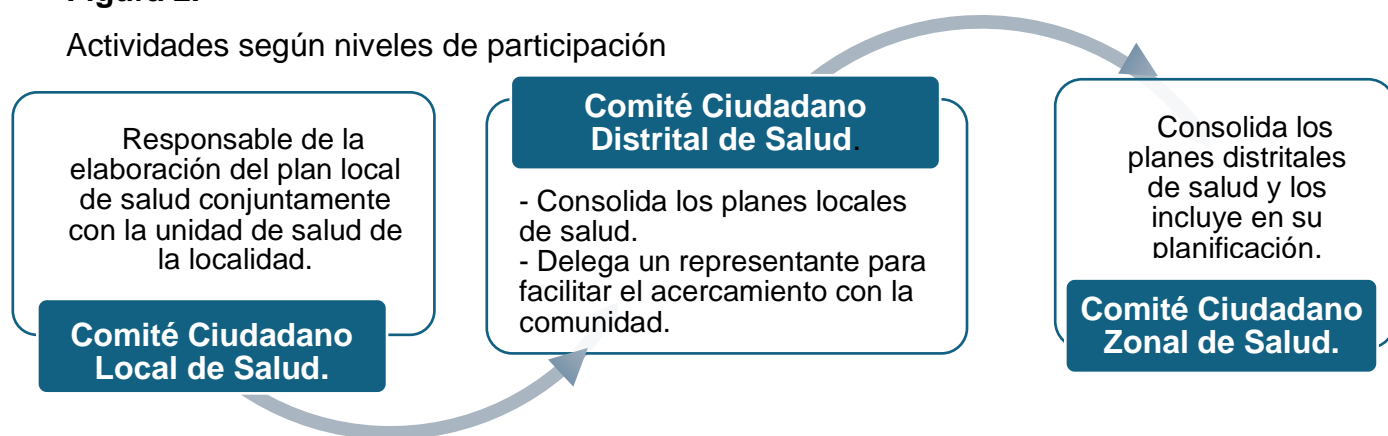 Figura 2.
Actividades según niveles de participación
Responsable de la
elaboración del plan local
de salud conjuntamente
con la unidad de salud de
la localidad.
Comité Ciudadano
Local de Salud.
Comité Ciudadano
Distrital de Salud.
- Consolida los planes locales
de salud.
- Delega un representante para
facilitar el acercamiento con la
comunidad.
Consolida los
planes distritales
de salud y los
incluye en su
planificación.
Comité Ciudadano
Zonal de Salud.